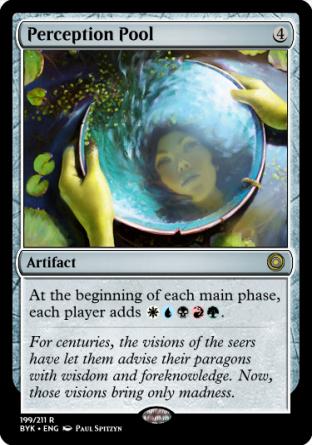 Perception Pool 4
Artifact
At the beginning of each main phase,
each player adds
For centuries, the visions of the seers
have let them advise their paragons
with wisdom and foreknowledge. Now,
those visions bring only madness.
199/211 R
BYK • ENG Paul Spitzyn